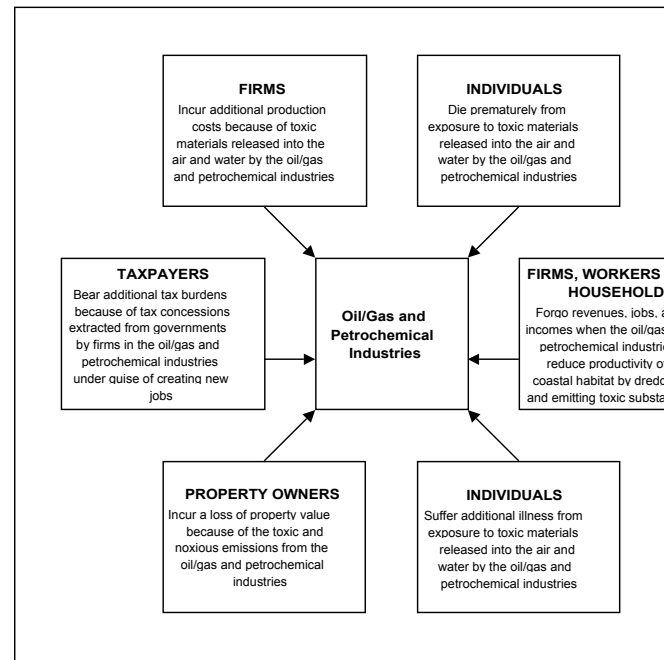 FIRMS
Incur additional production
costs because of toxic
materials released into the
air and water by the oil/gas
and petrochemical industries
INDIVIDUALS
Die prematurely from
exposure to toxic materials
released into the air and
water by the oil/gas and
petrochemical industries
TAXPAYERS
Bear additional tax burdens
because of tax concessions
extracted from governments
by firms in the oil/gas and
petrochemical industries
under guise of creating new
jobs
Oil/Gas and
Petrochemical
Industries
FIRMS, WORKERS
HOUSEHOLD
Forgo revenues, jobs,
incomes when the oil/gas
petrochemical
reduce productivity
coastal habitat by
and emitting toxic
PROPERTY OWNERS
Incur a loss of property value
because of the toxic and
noxious emissions from the
oil/gas and petrochemical
industries
INDIVIDUALS
Suffer additional illness from
exposure to toxic materials
released into the air and
water by the oil/gas and
petrochemical industries